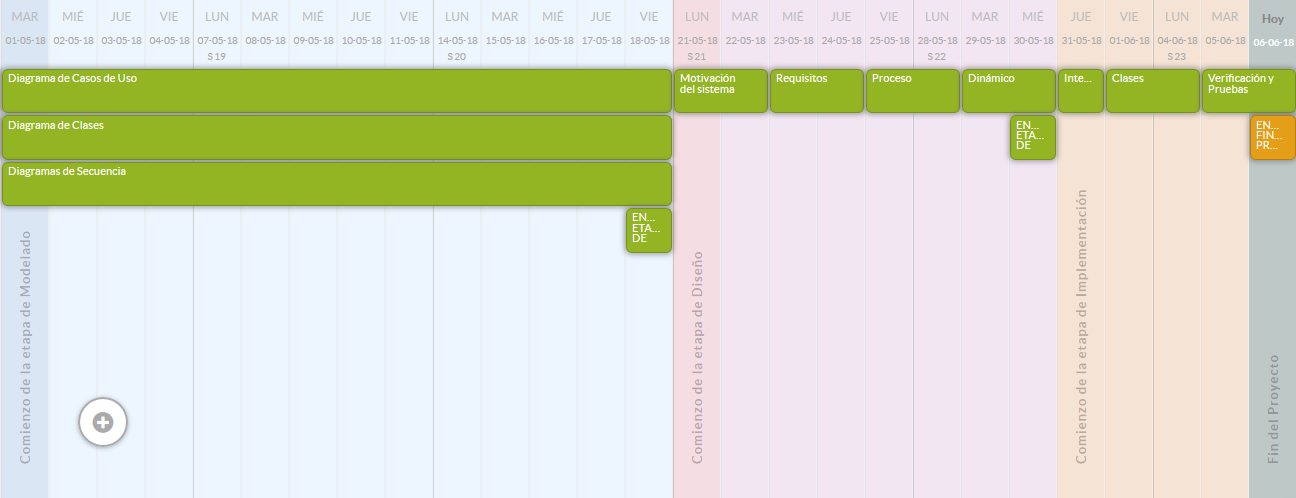 MAR MIÉ JUE VIE LUN MAR MIÉ JUE VIE LUN MAR MIÉ JUE VIE LUN MAR MIÉ JUE VIE LUN MAR MIÉ JUE VIE LUN MAR Hoy
01-05-18 02-05-18 03-05-18 04-05-18 07-05-18 08-05-18 09-05-18 10-05-18 11-05-18 14-05-18 15-05-18 16-05-18 17-05-18 18-05-18 21-05-18 22-05-18 23-05-18 24-05-18 25-05-18 28-05-18 29-05-18 30-05-18 31-05-18 01-06-18 04-06-18 05-06-18 06-06-18
S 19 S 20 S 21 S 22 S 23
Diagrama de Casos de Uso
Motivación
del sistema
Requisitos
Proceso
Dinámico
Inte...
Clases
Verificación y
Pruebas
Diagrama de Clases
EN...
ETA...
DE
EN...
FIN...
PR...
Diagramas de Secuencia
EN...
ETA...
DE
Comienzo de la etapa de Modelado
Comienzo de la etapa de Diseño
Comienzo de la etapa de Implementación
Fin del Proyecto